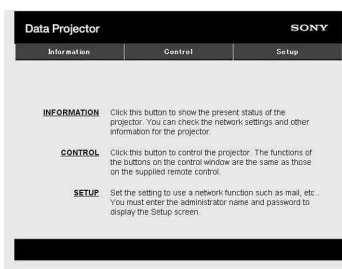 Data Projector
SONY
Information Control Setup
INFORMATION Click this button to show the present status of the
projector. You can check the network settings and other
information for the projector.
CONTROL Click this button to control the projector. The functions of
the buttons on the control window are the same as those
on the supplied remote control.
SETUP Set the setting to use a network function such as mail, etc..
You must enter the administrator name and password to
display the Setup screen.